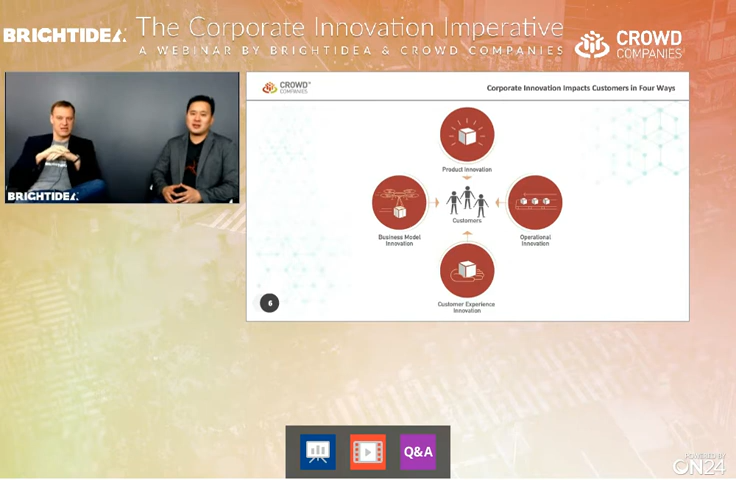 BRIGHTIDEA
The Corporate Innovation Imperative
A WEBINAR BY BRIGHTIDEA & CROWD COMPANIES
CROWD
COMPANIES
BRIGHTIDEA
CROWD
COMPANIES
Corporate Innovation Impacts Customers in Four Ways
Product Innovation
Customers
Business Model
Innovation
Operational
Innovation
Customer Experience
Innovation
6
Q&A
POWERED BY
ON24